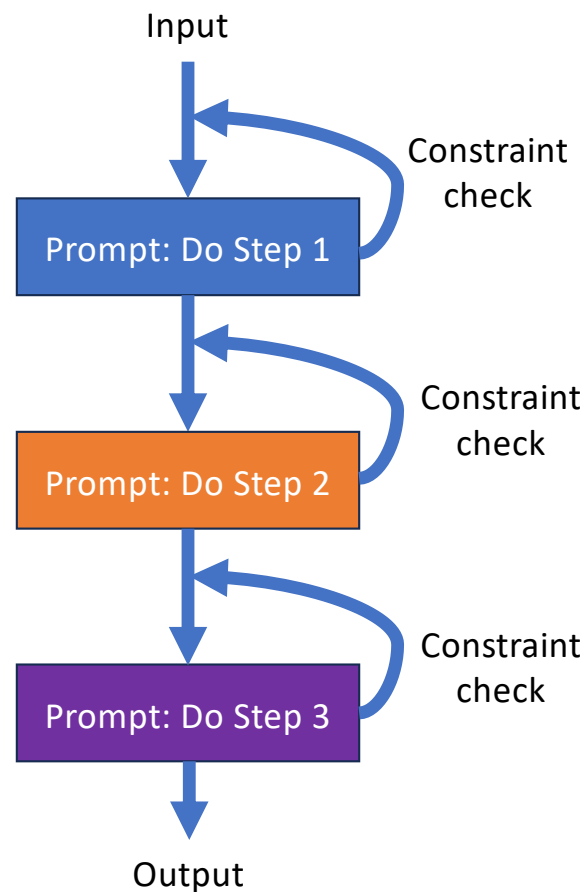 Input
Constraint
check
Prompt: Do Step 1
Constraint
check
Prompt: Do Step 2
Constraint
check
Prompt: Do Step 3
Output